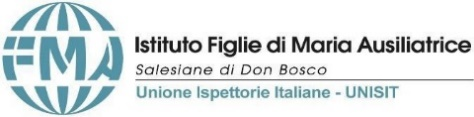 FMA
Istituto Figlie di Maria Ausiliatrice
Salesiane di Don Bosco
Unione Ispettorie Italiane - UNISIT